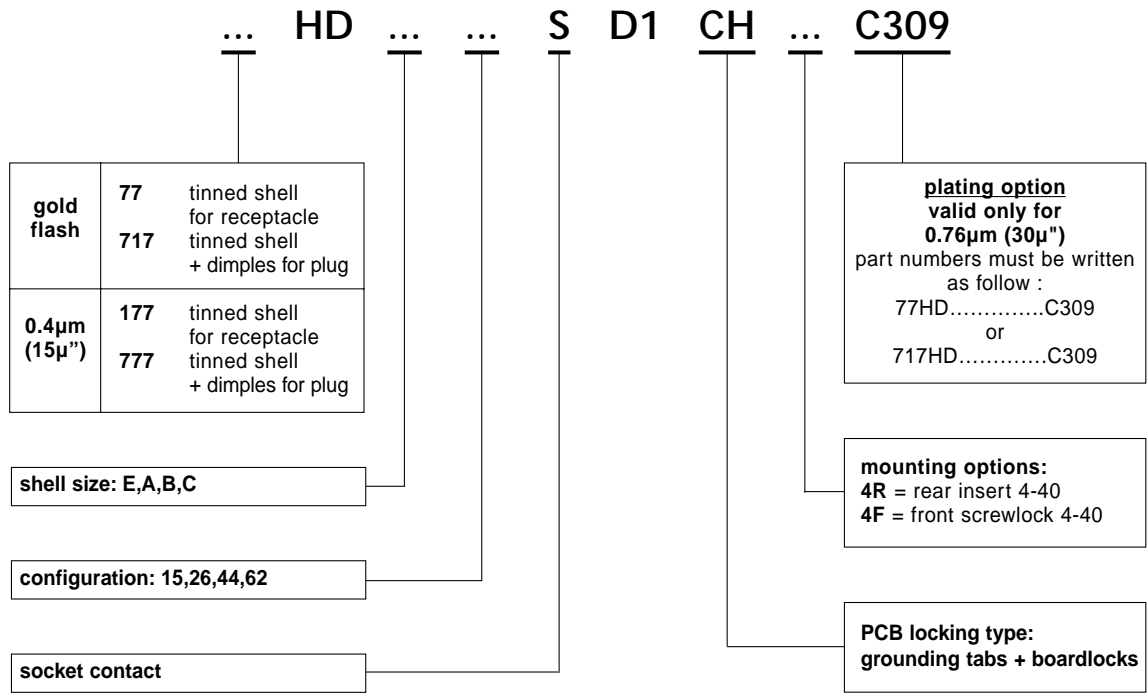 ... HD ... ... S D1 CH ... C309
gold
flash
77 tinned shell
for receptacle
717 tinned shell
+ dimples for plug
0.4µm
(15µ”)
177 tinned shell
for receptacle
777 tinned shell
+ dimples for plug
shell size: E,A,B,C
configuration: 15,26,44,62
socket contact
plating option
valid only for
0.76µm (30µ")
part numbers must be written
as follow :
77HD…………..C309
or
717HD………….C309
mounting options:
4R = rear insert 4-40
4F = front screwlock 4-40
PCB locking type:
grounding tabs + boardlocks